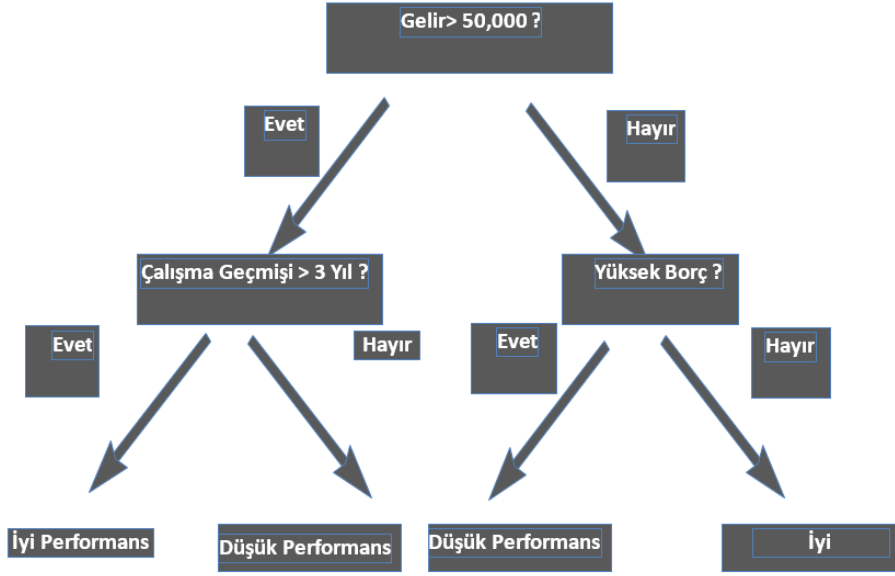 Gelir> 50,000 ?
Evet
Hayır
Çalışma Geçmişi > 3 Yıl ?
Yüksek Borç ?
Evet
Hayır
Evet
Hayır
İyi Performans
Düşük Performans
Düşük Performans
İyi